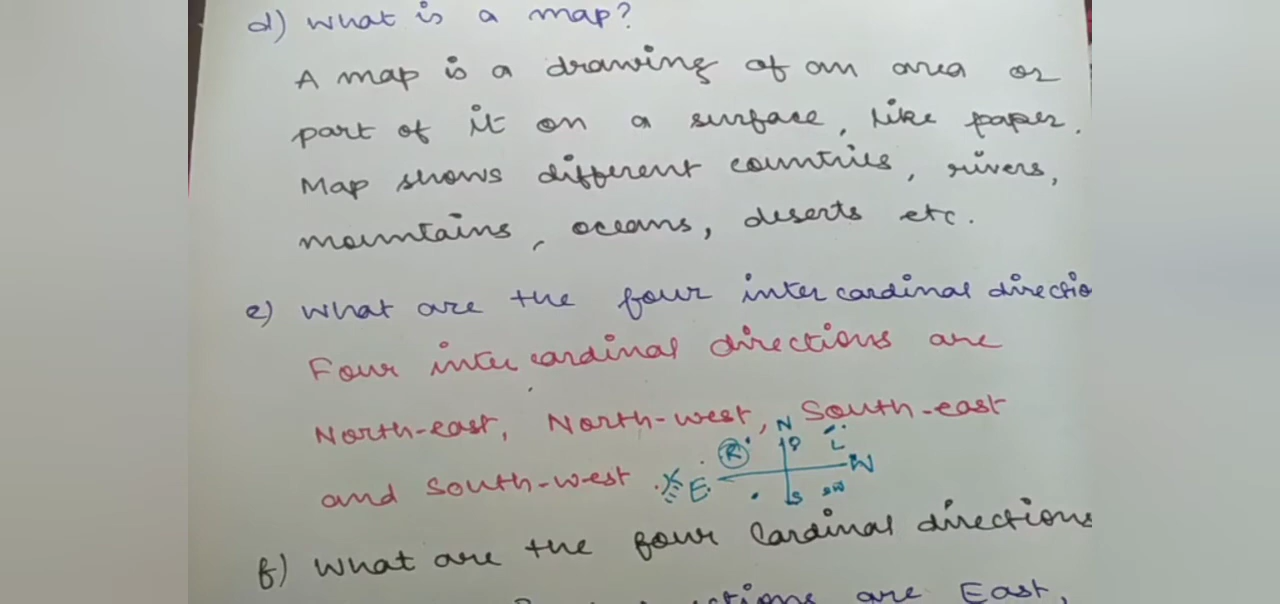 d) What is a map?
A map is a drawing of an area or
part of it on a surface, like paper.
Map shows different countries, rivers,
mountains, oceans, deserts etc.
e) What are the four inter cardinal directio
Four inter cardinal directions are
North-east, North-west, South-east
and South-west.
N
R
L
E
W
S
SW
f) What are the four Cardinal directions
are East,